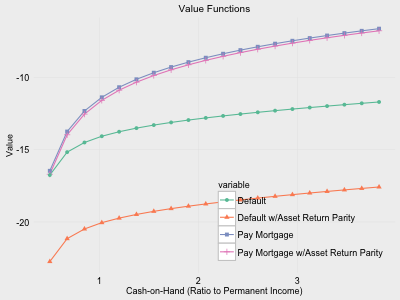 Value Functions
-10
-15
-20
Value
variable
Default
Default w/Asset Return Parity
Pay Mortgage
Pay Mortgage w/Asset Return Parity
1 2 3
Cash-on-Hand (Ratio to Permanent Income)